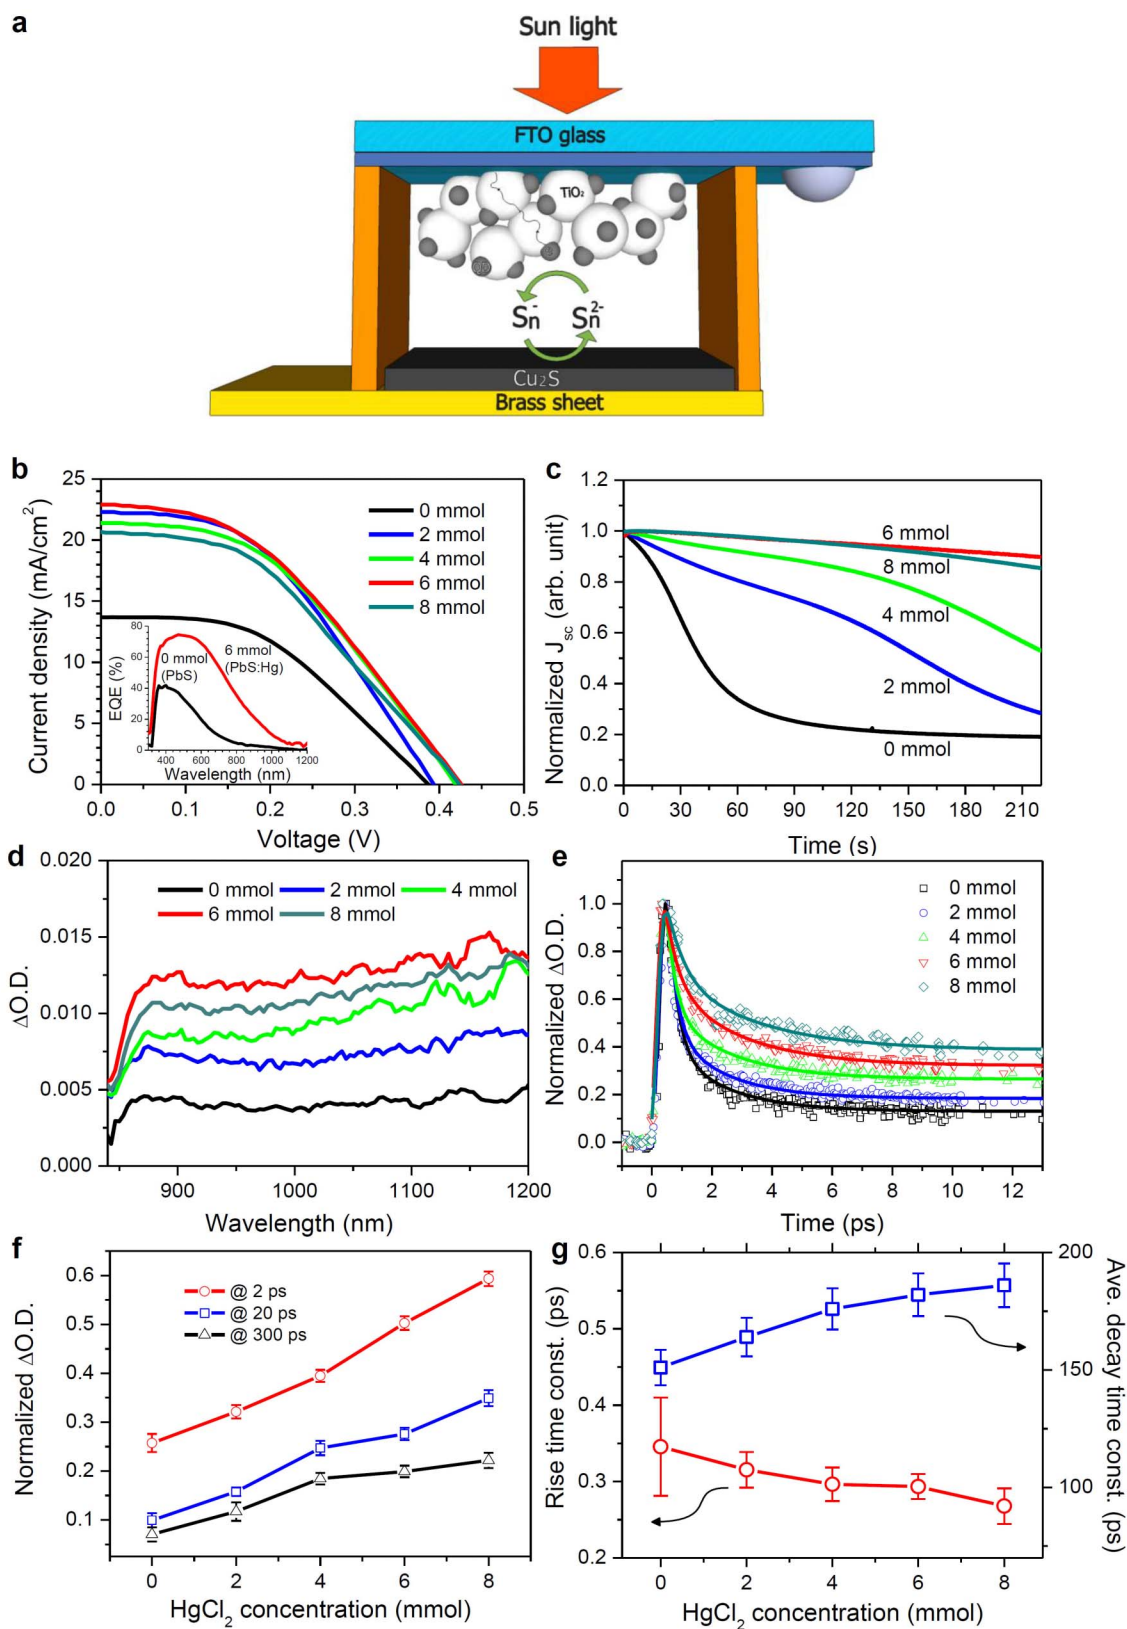 a
Sun light
FTO glass
TiO₂
Sn⁻ Sn²⁻
Cu₂S
Brass sheet
b
Current density (mA/cm²)
25
20
15
10
5
0
0.0 0.1 0.2 0.3 0.4 0.5
Voltage (V)
0 mmol
2 mmol
4 mmol
6 mmol
8 mmol
EQE (%)
80
60
40
20
0
400 600 800 1000 1200
Wavelength (nm)
0 mmol
(PbS)
6 mmol
(PbS:Hg)
c
Normalized Jsc (arb. unit)
1.2
1.0
0.8
0.6
0.4
0.2
0.0
0 30 60 90 120 150 180 210
Time (s)
6 mmol
8 mmol
4 mmol
2 mmol
0 mmol
d
ΔO.D.
0.020
0.015
0.010
0.005
0.000
900 1000 1100 1200
Wavelength (nm)
0 mmol 2 mmol 4 mmol
6 mmol 8 mmol
e
Normalized ΔO.D.
1.0
0.8
0.6
0.4
0.2
0.0
0 2 4 6 8 10 12
Time (ps)
0 mmol
2 mmol
4 mmol
6 mmol
8 mmol
f
Normalized ΔO.D.
0.6
0.5
0.4
0.3
0.2
0.1
0 2 4 6 8
HgCl₂ concentration (mmol)
@ 2 ps
@ 20 ps
@ 300 ps
g
Rise time const. (ps)
0.6
0.5
0.4
0.3
0.2
0 2 4 6 8
HgCl₂ concentration (mmol)
200
150
100
Ave. decay time const. (ps)